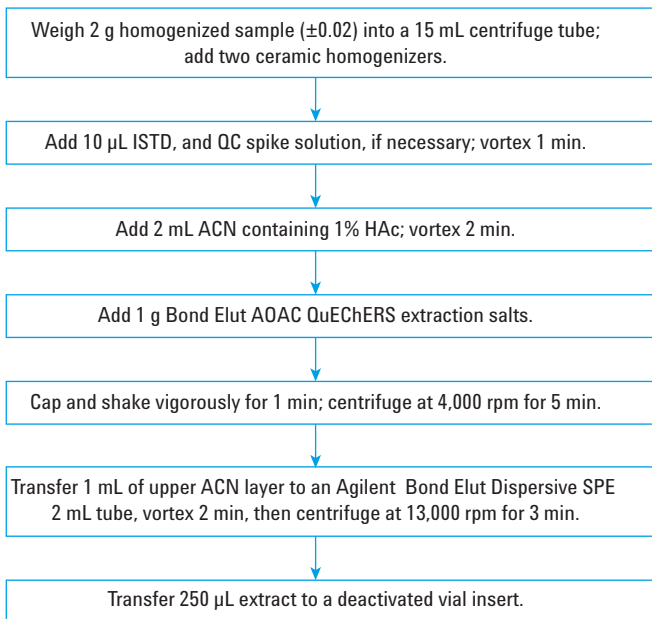 Weigh 2 g homogenized sample (±0.02) into a 15 mL centrifuge tube;
add two ceramic homogenizers.
Add 10 µL ISTD, and QC spike solution, if necessary; vortex 1 min.
Add 2 mL ACN containing 1% HAc; vortex 2 min.
Add 1 g Bond Elut AOAC QuEChERS extraction salts.
Cap and shake vigorously for 1 min; centrifuge at 4,000 rpm for 5 min.
Transfer 1 mL of upper ACN layer to an Agilent Bond Elut Dispersive SPE
2 mL tube, vortex 2 min, then centrifuge at 13,000 rpm for 3 min.
Transfer 250 µL extract to a deactivated vial insert.